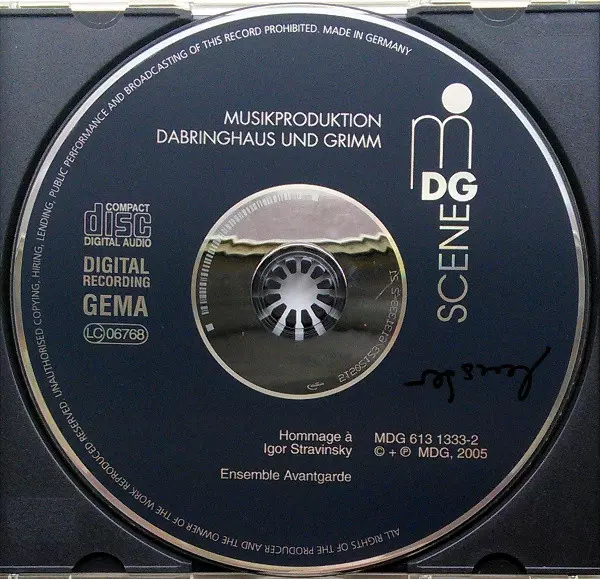 ALL RIGHTS OF THE PRODUCER AND THE OWNER OF THE WORK REPRODUCED RESERVED. UNAUTHORISED COPYING, HIRING, LENDING, PUBLIC PERFORMANCE AND BROADCASTING OF THIS RECORD PROHIBITED. MADE IN GERMANY
MUSIKPRODUKTION
DABRINGHAUS UND GRIMM
m
DG
SCENE
COMPACT
disc
DIGITAL AUDIO
DIGITAL
RECORDING
GEMA
LC 06768
Hommage à
Igor Stravinsky
Ensemble Avantgarde
MDG 613 1333-2
© + ℗ MDG, 2005